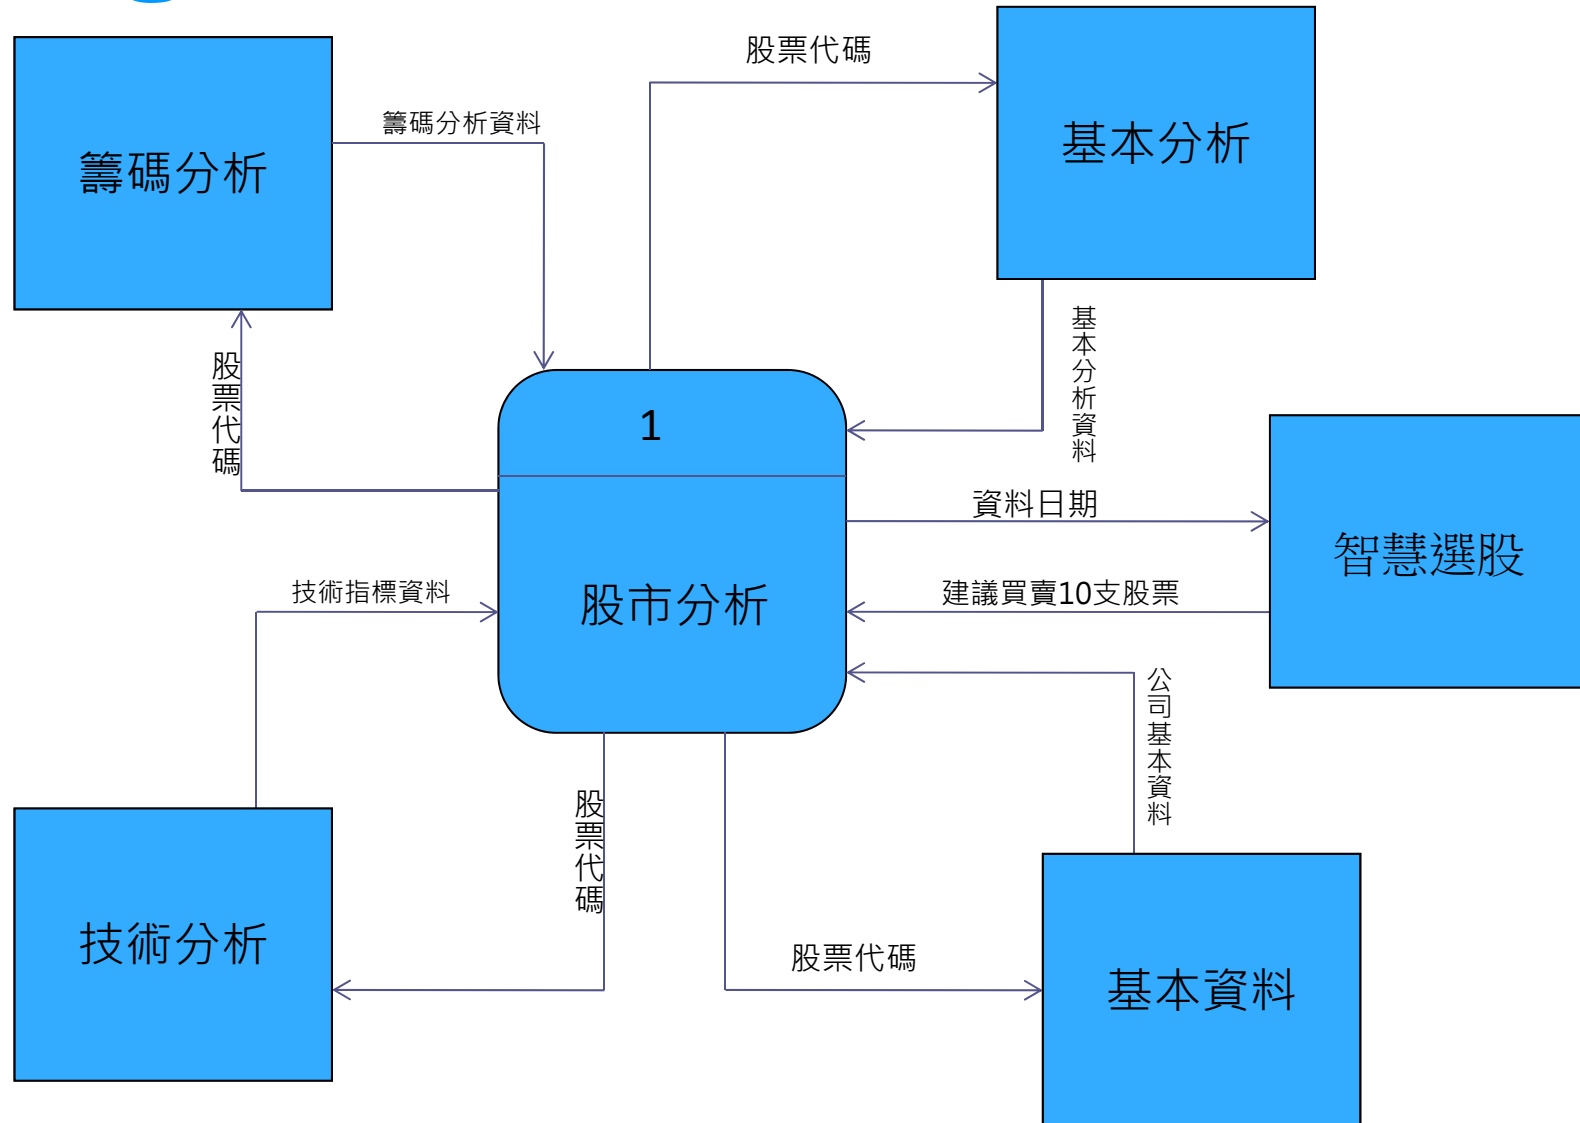 股票代碼
籌碼分析資料
基本分析
籌碼分析
基本分析資料
股票代碼
1
資料日期
智慧選股
技術指標資料
股市分析
建議買賣10支股票
公司基本資料
股票代碼
技術分析
股票代碼
基本資料